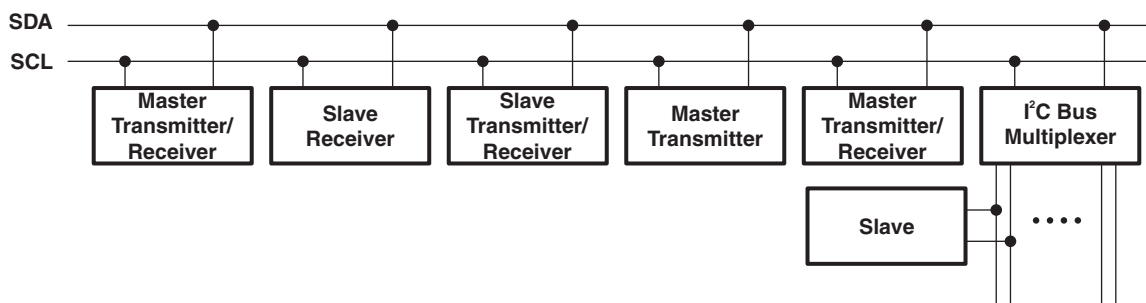 SDA
SCL
Master
Transmitter/
Receiver
Slave
Receiver
Slave
Transmitter/
Receiver
Master
Transmitter
Master
Transmitter/
Receiver
I²C Bus
Multiplexer
Slave